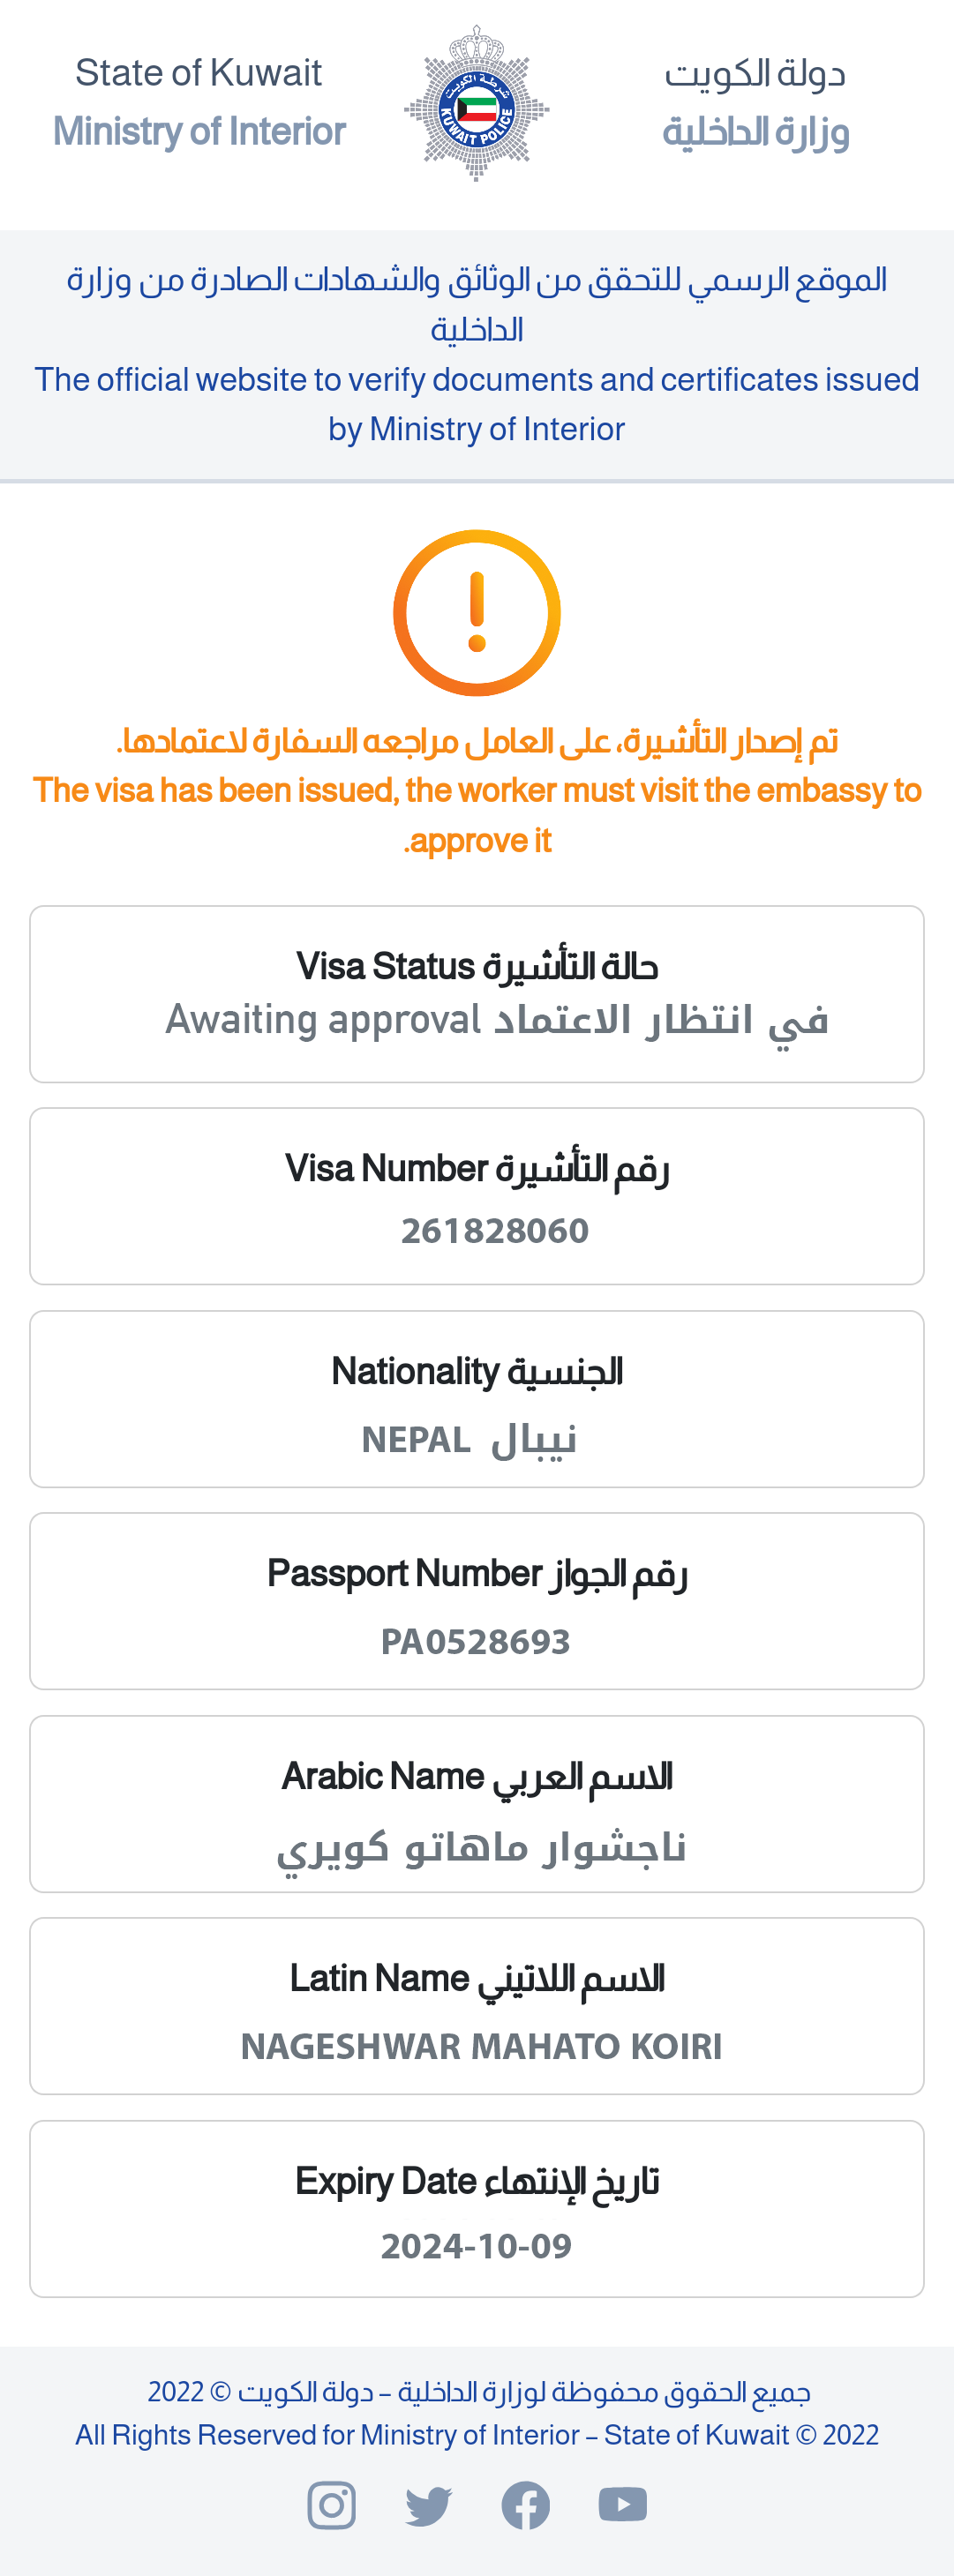 State of Kuwait
Ministry of Interior
شرطة الكويت
KUWAIT POLICE
دولة الكويت
وزارة الداخلية
الموقع الرسمي للتحقق من الوثائق والشهادات الصادرة من وزارة
الداخلية
The official website to verify documents and certificates issued
by Ministry of Interior
تم إصدار التأشيرة، على العامل مراجعه السفارة لاعتمادها.
The visa has been issued, the worker must visit the embassy to
.approve it
Visa Status حالة التأشيرة
Awaiting approval في انتظار الاعتماد
Visa Number رقم التأشيرة
261828060
Nationality الجنسية
NEPAL نيبال
Passport Number رقم الجواز
PA0528693
Arabic Name الاسم العربي
ناجشوار ماهاتو كويري
Latin Name الاسم اللاتيني
NAGESHWAR MAHATO KOIRI
Expiry Date تاريخ الإنتهاء
2024-10-09
جميع الحقوق محفوظة لوزارة الداخلية – دولة الكويت © 2022
All Rights Reserved for Ministry of Interior – State of Kuwait © 2022